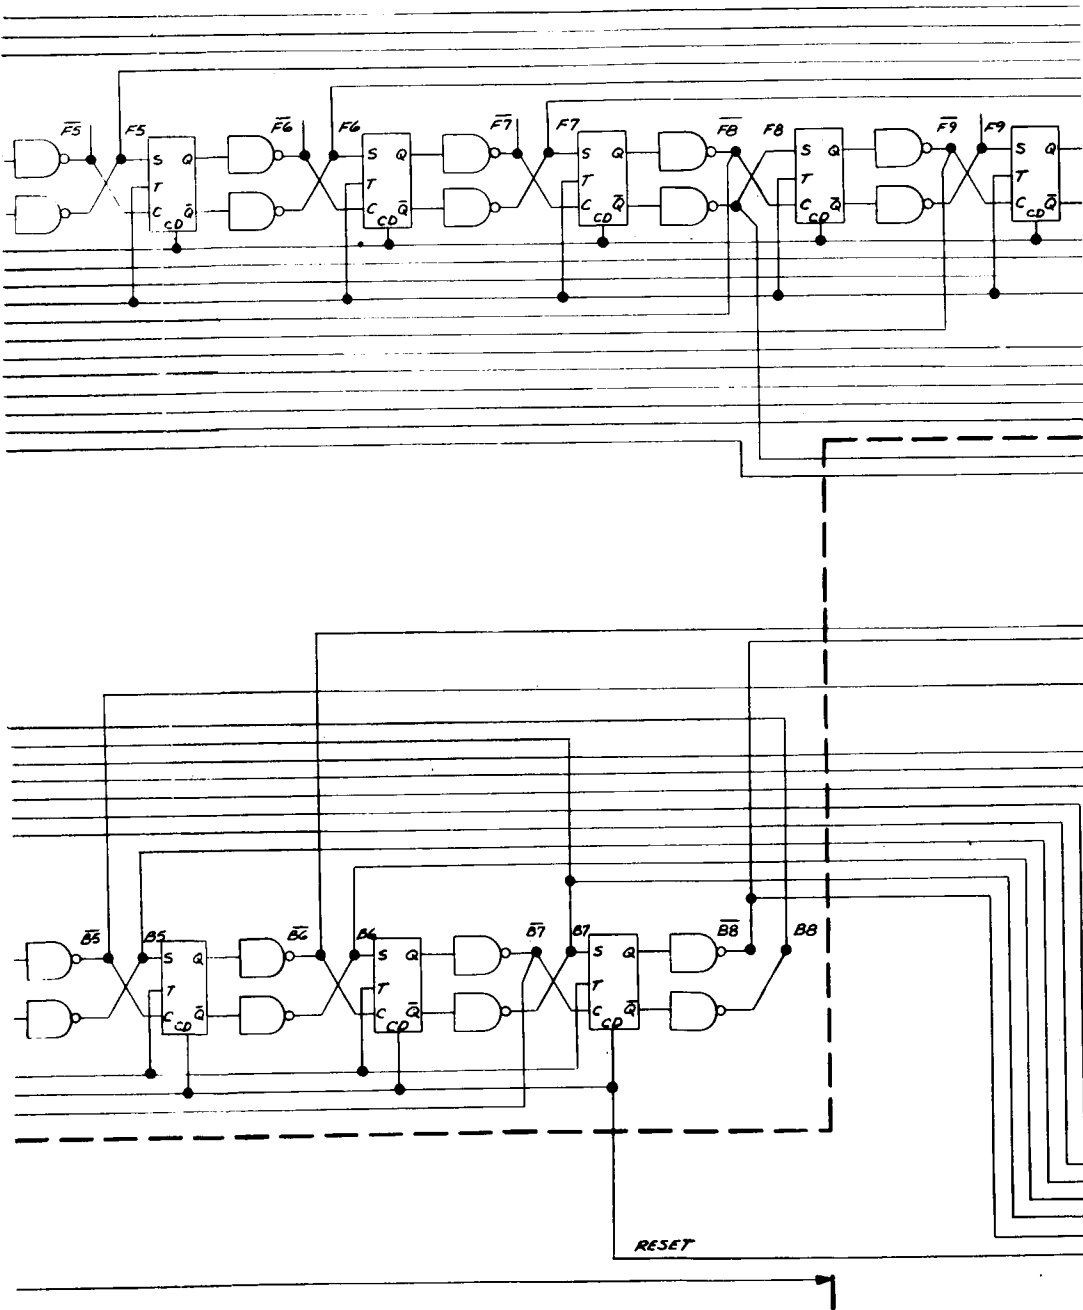 F̅5̅ F5 F̅6̅ F6 F̅7̅ F7 F̅8̅ F8 F̅9̅ F9
S Q S Q S Q S Q S Q
T T T T T
C Q̅ C Q̅ C Q̅ C Q̅ C
CD CD CD CD CD
B̅5̅ B5 B̅6̅ B6 B̅7̅ B7 B̅8̅ B8
S Q S Q S Q
T T T
C Q̅ C Q̅ C Q̅
CD CD CD
RESET